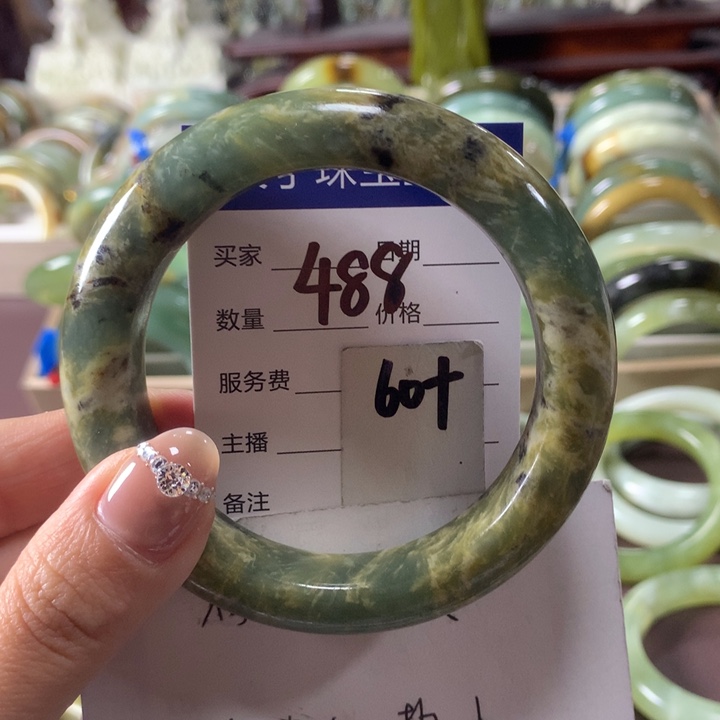 珠宝
买家 488 日期
数量 价格
服务费
60+
主播
备注